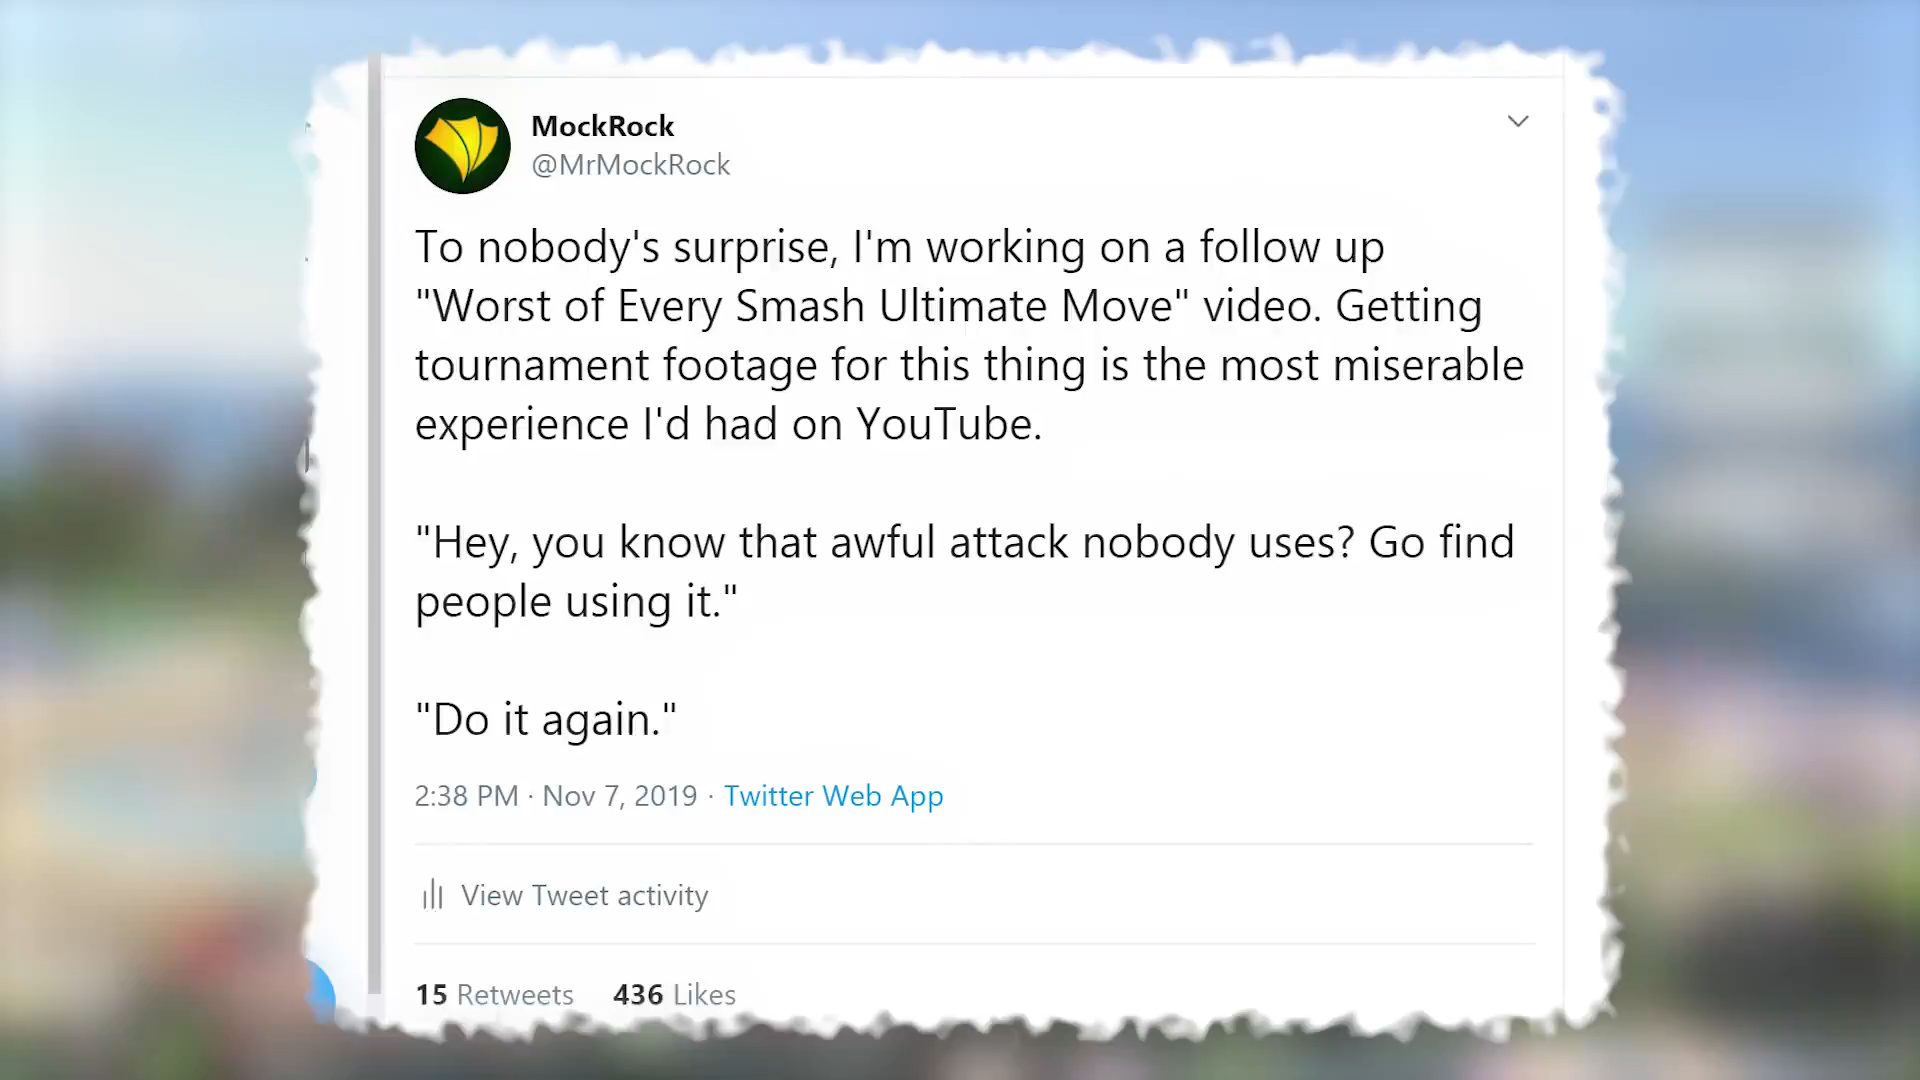 MockRock
@MrMockRock
To nobody's surprise, I'm working on a follow up
"Worst of Every Smash Ultimate Move" video. Getting
tournament footage for this thing is the most miserable
experience I'd had on YouTube.
"Hey, you know that awful attack nobody uses? Go find
people using it."
"Do it again."
2:38 PM · Nov 7, 2019 · Twitter Web App
View Tweet activity
15 Retweets 436 Likes